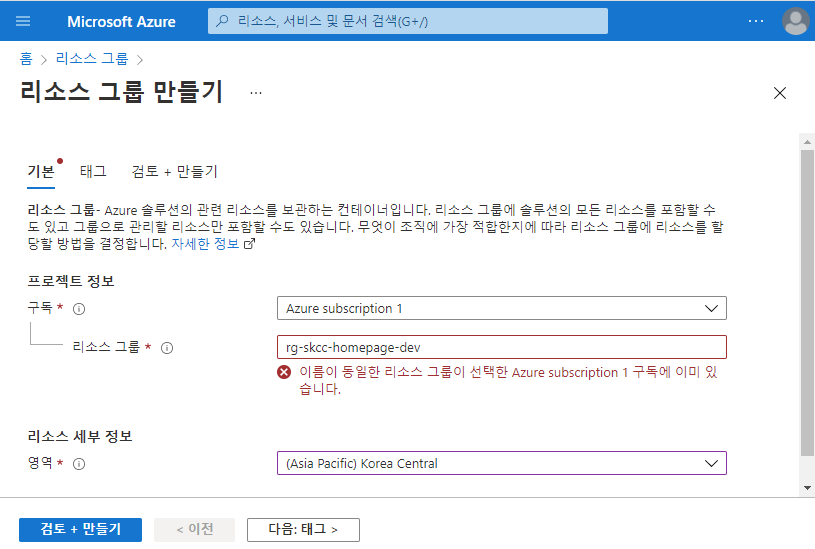 Microsoft Azure
리소스, 서비스 및 문서 검색(G+/)
홈 > 리소스 그룹 >
리소스 그룹 만들기 ...
기본 태그 검토 + 만들기
리소스 그룹- Azure 솔루션의 관련 리소스를 보관하는 컨테이너입니다. 리소스 그룹에 솔루션의 모든 리소스를 포함할 수
도 있고 그룹으로 관리할 리소스만 포함할 수도 있습니다. 무엇이 조직에 가장 적합한지에 따라 리소스 그룹에 리소스를 할
당할 방법을 결정합니다. 자세한 정보
프로젝트 정보
구독 * Azure subscription 1
리소스 그룹 * rg-skcc-homepage-dev
이름이 동일한 리소스 그룹이 선택한 Azure subscription 1 구독에 이미 있
습니다.
리소스 세부 정보
영역 * (Asia Pacific) Korea Central
검토 + 만들기 < 이전 다음: 태그 >